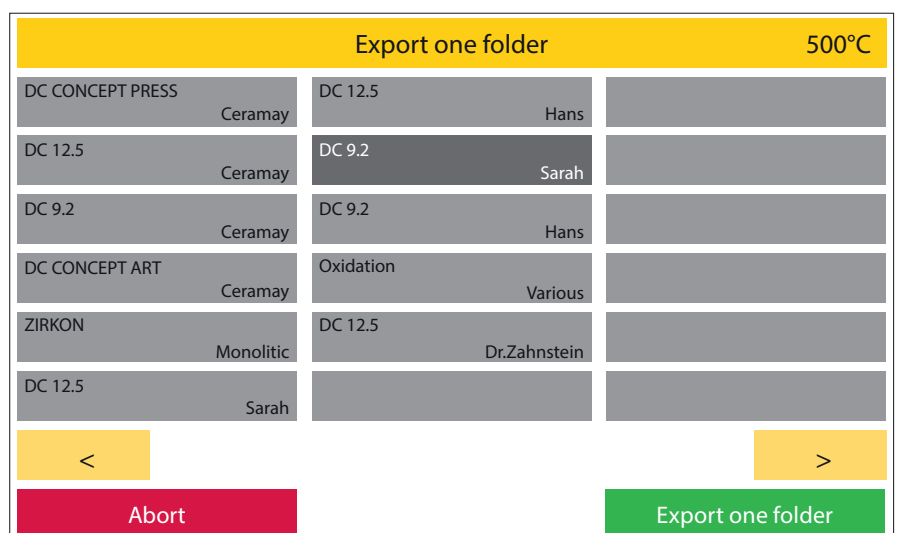 Export one folder
500°C
DC CONCEPT PRESS
Ceramay
DC 12.5
Ceramay
DC 9.2
Ceramay
DC CONCEPT ART
Ceramay
ZIRKON
Monolitic
DC 12.5
Sarah
DC 12.5
Hans
DC 9.2
Sarah
DC 9.2
Hans
Oxidation
Various
DC 12.5
Dr.Zahnstein
<
>
Abort
Export one folder